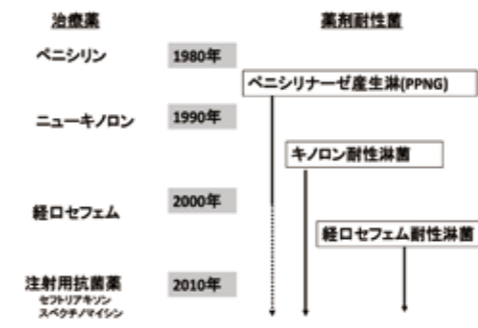 治療薬 薬剤耐性菌
ペニシリン 1980年
ペニシリナーゼ産生淋(PPNG)
ニューキノロン 1990年
キノロン耐性淋菌
経口セフェム 2000年
経口セフェム耐性淋菌
注射用抗菌薬 2010年
セフトリアキソン
スペクチノマイシン